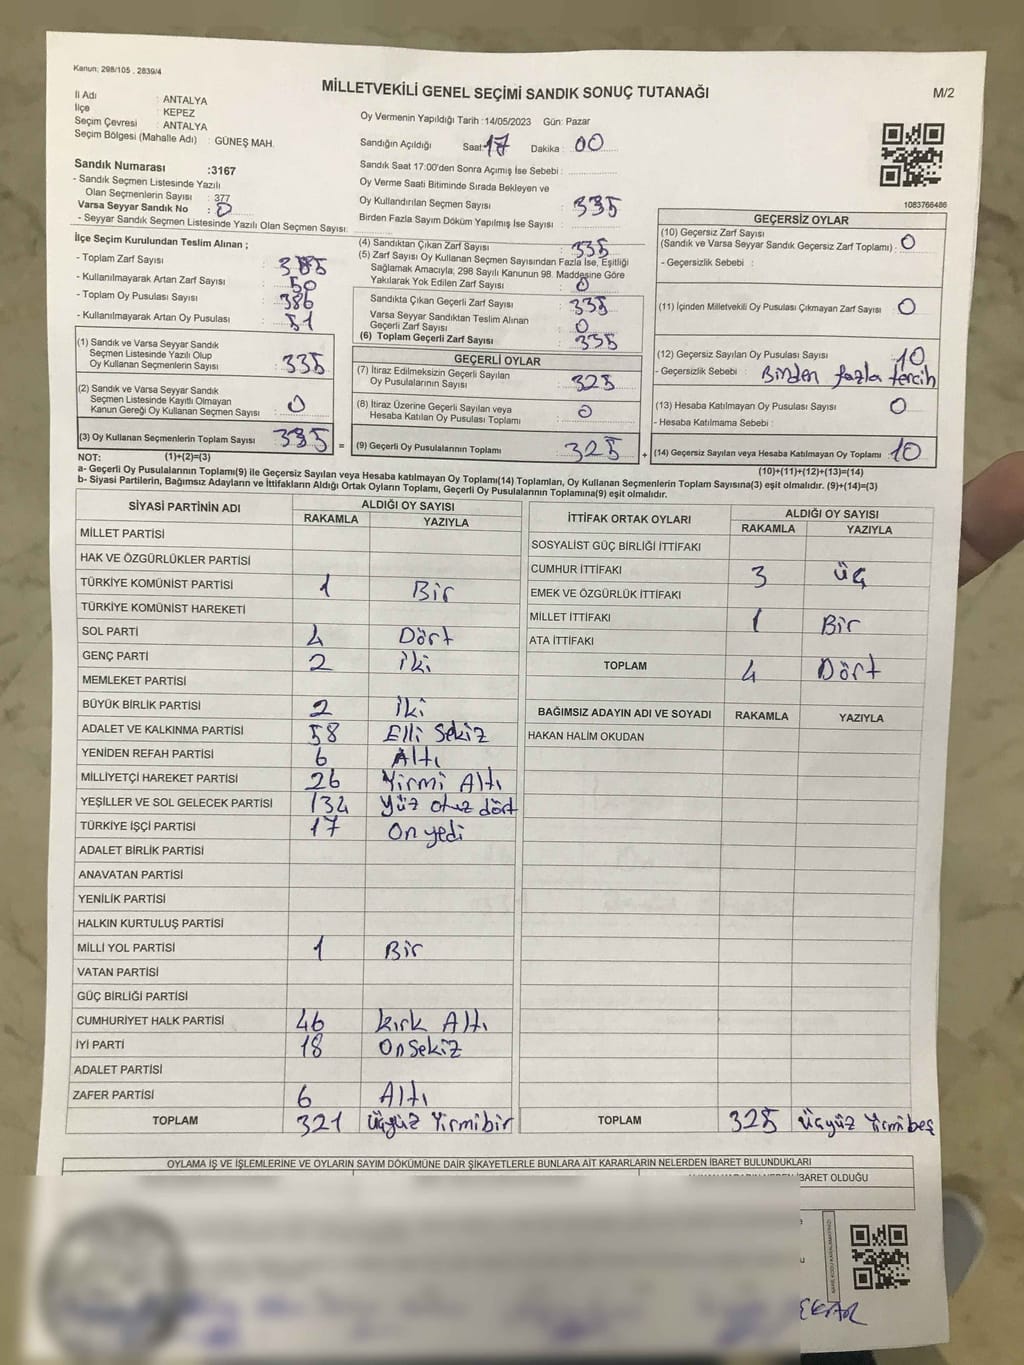 Kanun; 298/105 , 2839/4
MİLLETVEKİLİ GENEL SEÇİMİ SANDIK SONUÇ TUTANAĞI
M/2
İl Adı : ANTALYA
İlçe : KEPEZ
Seçim Çevresi : ANTALYA
Seçim Bölgesi (Mahalle Adı) : GÜNEŞ MAH.
Sandık Numarası :3167
- Sandık Seçmen Listesinde Yazılı
Olan Seçmenlerin Sayısı : 377
Varsa Seyyar Sandık No : 0
- Seyyar Sandık Seçmen Listesinde Yazılı Olan Seçmen Sayısı:
Oy Vermenin Yapıldığı Tarih :14/05/2023 Gün: Pazar
Sandığın Açıldığı Saat: 17 Dakika : 00
Sandık Saat 17:00'den Sonra Açımış İse Sebebi :
Oy Verme Saati Bitiminde Sırada Bekleyen ve
Oy Kullandırılan Seçmen Sayısı : 335
Birden Fazla Sayım Döküm Yapılmış İse Sayısı :
1083766486
İlçe Seçim Kurulundan Teslim Alınan ;
- Toplam Zarf Sayısı : 385
- Kullanılmayarak Artan Zarf Sayısı : 50
- Toplam Oy Pusulası Sayısı : 386
- Kullanılmayarak Artan Oy Pusulası : 51
(1) Sandık ve Varsa Seyyar Sandık
Seçmen Listesinde Yazılı Olup
Oy Kullanan Seçmenlerin Sayısı : 335
(2) Sandık ve Varsa Seyyar Sandık
Seçmen Listesinde Kayıtlı Olmayan
Kanun Gereği Oy Kullanan Seçmen Sayısı : 0
(3) Oy Kullanan Seçmenlerin Toplam Sayısı : 335 =
(4) Sandıktan Çıkan Zarf Sayısı : 335
(5) Zarf Sayısı Oy Kullanan Seçmen Sayısından Fazla İse, Eşitliği
Sağlamak Amacıyla, 298 Sayılı Kanunun 98. Maddesine Göre
Yakılarak Yok Edilen Zarf Sayısı : 0
Sandıkta Çıkan Geçerli Zarf Sayısı : 335
Varsa Seyyar Sandıktan Teslim Alınan
Geçerli Zarf Sayısı : 0
(6) Toplam Geçerli Zarf Sayısı : 335
GEÇERLİ OYLAR
(7) İtiraz Edilmeksizin Geçerli Sayılan
Oy Pusulalarının Sayısı : 325
(8) İtiraz Üzerine Geçerli Sayılan veya
Hesaba Katılan Oy Pusulası Toplamı : 0
(9) Geçerli Oy Pusulalarının Toplamı : 325 +
GEÇERSİZ OYLAR
(10) Geçersiz Zarf Sayısı
(Sandık ve Varsa Seyyar Sandık Geçersiz Zarf Toplamı) : 0
- Geçersizlik Sebebi :
(11) İçinden Milletvekili Oy Pusulası Çıkmayan Zarf Sayısı : 0
(12) Geçersiz Sayılan Oy Pusulası Sayısı : 10
- Geçersizlik Sebebi : Birden fazla tercih
(13) Hesaba Katılmayan Oy Pusulası Sayısı : 0
- Hesaba Katılmama Sebebi :
(14) Geçersiz Sayılan veya Hesaba Katılmayan Oy Toplamı : 10
NOT: (1)+(2)=(3)
(10)+(11)+(12)+(13)=(14)
a- Geçerli Oy Pusulalarının Toplamı(9) ile Geçersiz Sayılan veya Hesaba katılmayan Oy Toplamı(14) Toplamları, Oy Kullanan Seçmenlerin Toplam Sayısına(3) eşit olmalıdır. (9)+(14)=(3)
b- Siyasi Partilerin, Bağımsız Adayların ve İttifakların Aldığı Ortak Oyların Toplamı, Geçerli Oy Pusulalarının Toplamına(9) eşit olmalıdır.
SİYASİ PARTİNİN ADI
ALDIĞI OY SAYISI
RAKAMLA YAZIYLA
MİLLET PARTİSİ
HAK VE ÖZGÜRLÜKLER PARTİSİ
TÜRKİYE KOMÜNİST PARTİSİ 1 Bir
TÜRKİYE KOMÜNİST HAREKETİ
SOL PARTİ 4 Dört
GENÇ PARTİ 2 iki
MEMLEKET PARTİSİ
BÜYÜK BİRLİK PARTİSİ 2 iki
ADALET VE KALKINMA PARTİSİ 58 Elli Sekiz
YENİDEN REFAH PARTİSİ 6 Altı
MİLLİYETÇİ HAREKET PARTİSİ 26 Yirmi Altı
YEŞİLLER VE SOL GELECEK PARTİSİ 134 Yüz otuz dört
TÜRKİYE İŞÇİ PARTİSİ 17 On yedi
ADALET BİRLİK PARTİSİ
ANAVATAN PARTİSİ
YENİLİK PARTİSİ
HALKIN KURTULUŞ PARTİSİ
MİLLİ YOL PARTİSİ 1 Bir
VATAN PARTİSİ
GÜÇ BİRLİĞİ PARTİSİ
CUMHURİYET HALK PARTİSİ 46 Kırk Altı
İYİ PARTİ 18 On Sekiz
ADALET PARTİSİ
ZAFER PARTİSİ 6 Altı
TOPLAM 321 Üçyüz Yirmibir
İTTİFAK ORTAK OYLARI
ALDIĞI OY SAYISI
RAKAMLA YAZIYLA
SOSYALİST GÜÇ BİRLİĞİ İTTİFAKI
CUMHUR İTTİFAKI 3 üç
EMEK VE ÖZGÜRLÜK İTTİFAKI
MİLLET İTTİFAKI 1 Bir
ATA İTTİFAKI
TOPLAM 4 Dört
BAĞIMSIZ ADAYIN ADI VE SOYADI RAKAMLA YAZIYLA
HAKAN HALİM OKUDAN
TOPLAM 325 Üçyüz Yirmibeş
OYLAMA İŞ VE İŞLEMLERİNE VE OYLARIN SAYIM DÖKÜMÜNE DAİR ŞİKAYETLERLE BUNLARA AİT KARARLARIN NELERDEN İBARET BULUNDUKLARI
İBARET OLDUĞU